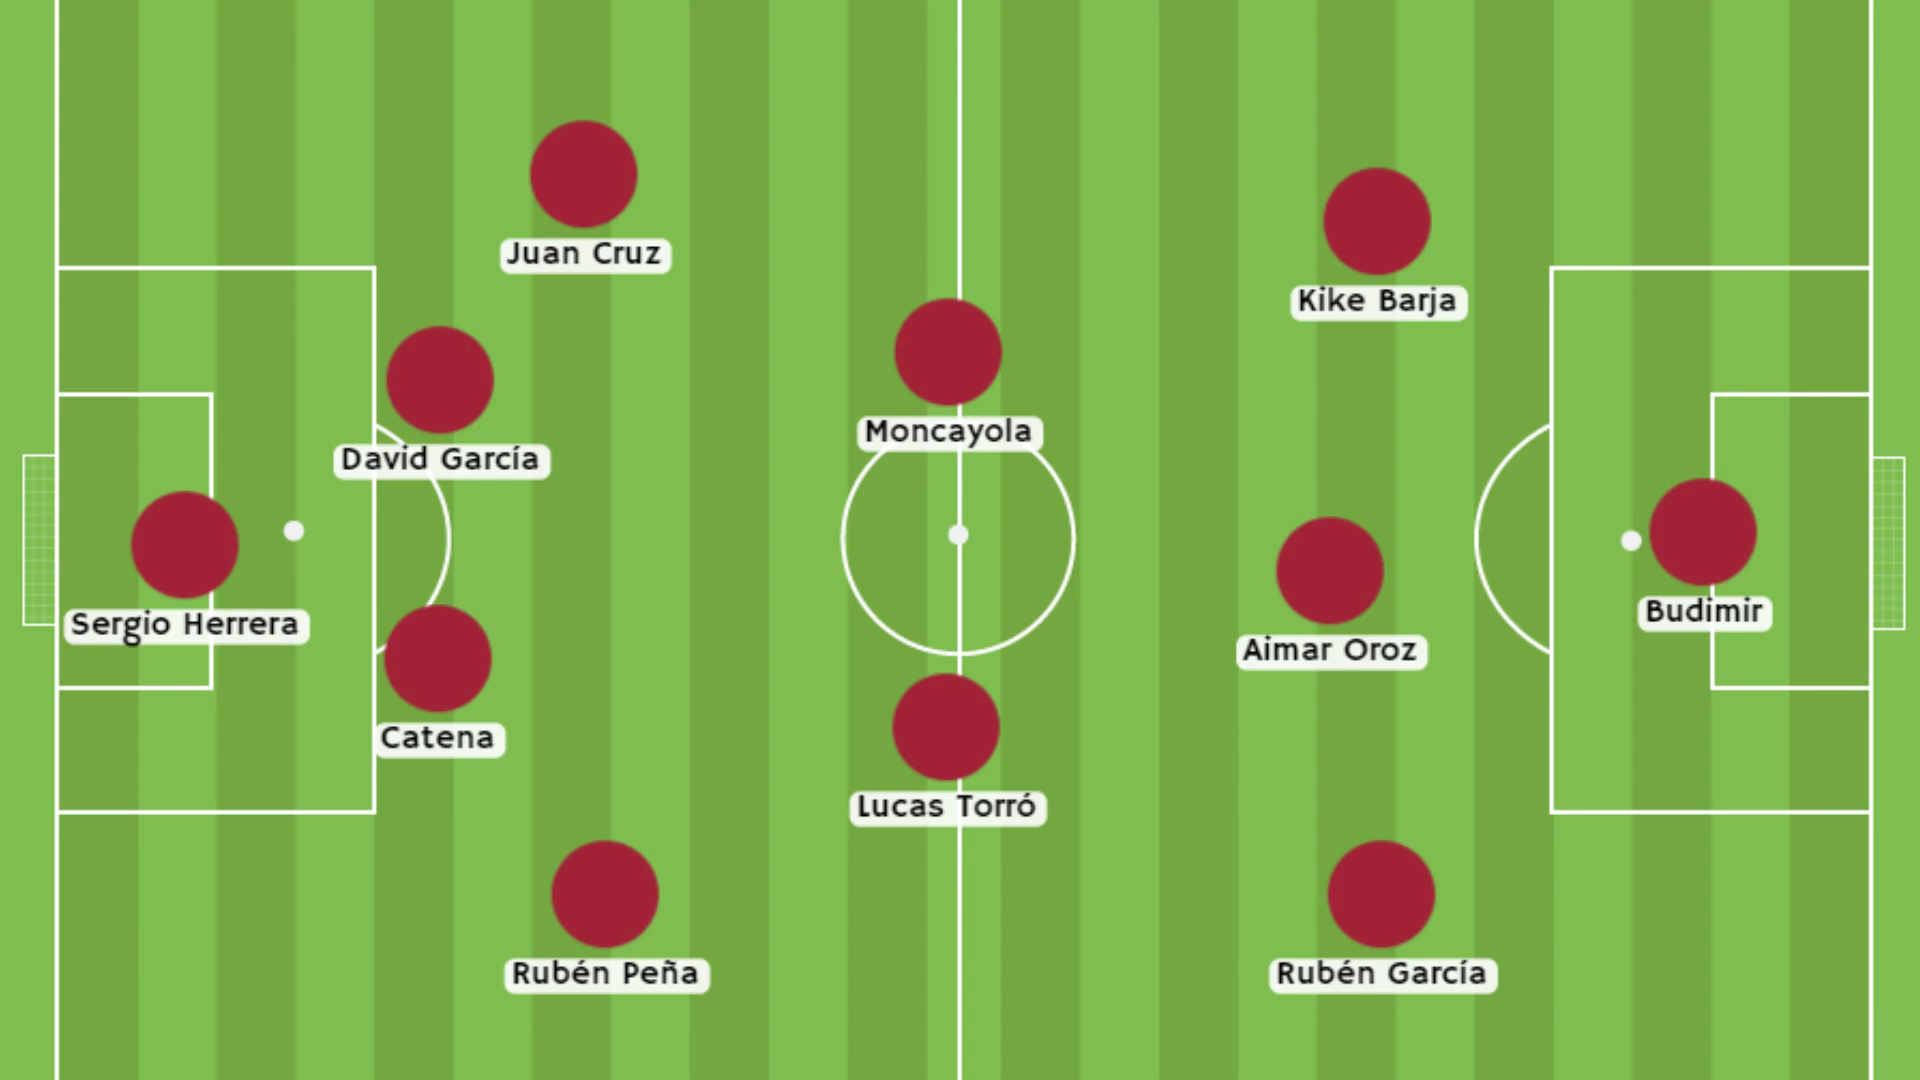 Juan Cruz
Kike Barja
Moncayola
David García
Budimir
Sergio Herrera
Aimar Oroz
Catena
Lucas Torró
Rubén Peña
Rubén García